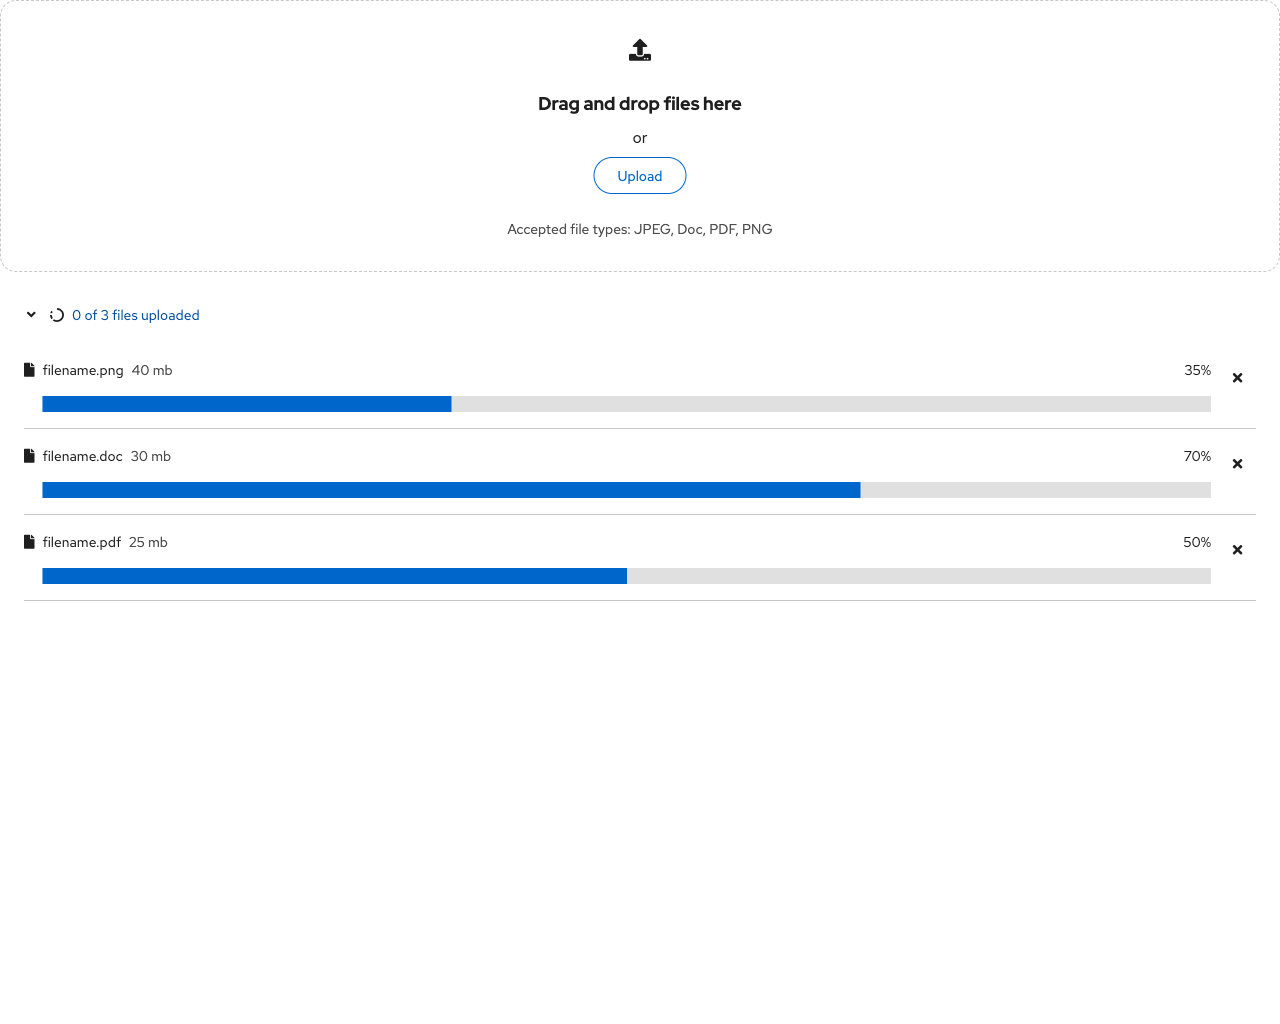 Drag and drop files here
or
Upload
Accepted file types: JPEG, Doc, PDF, PNG
0 of 3 files uploaded
filename.png 40 mb 35%
filename.doc 30 mb 70%
filename.pdf 25 mb 50%